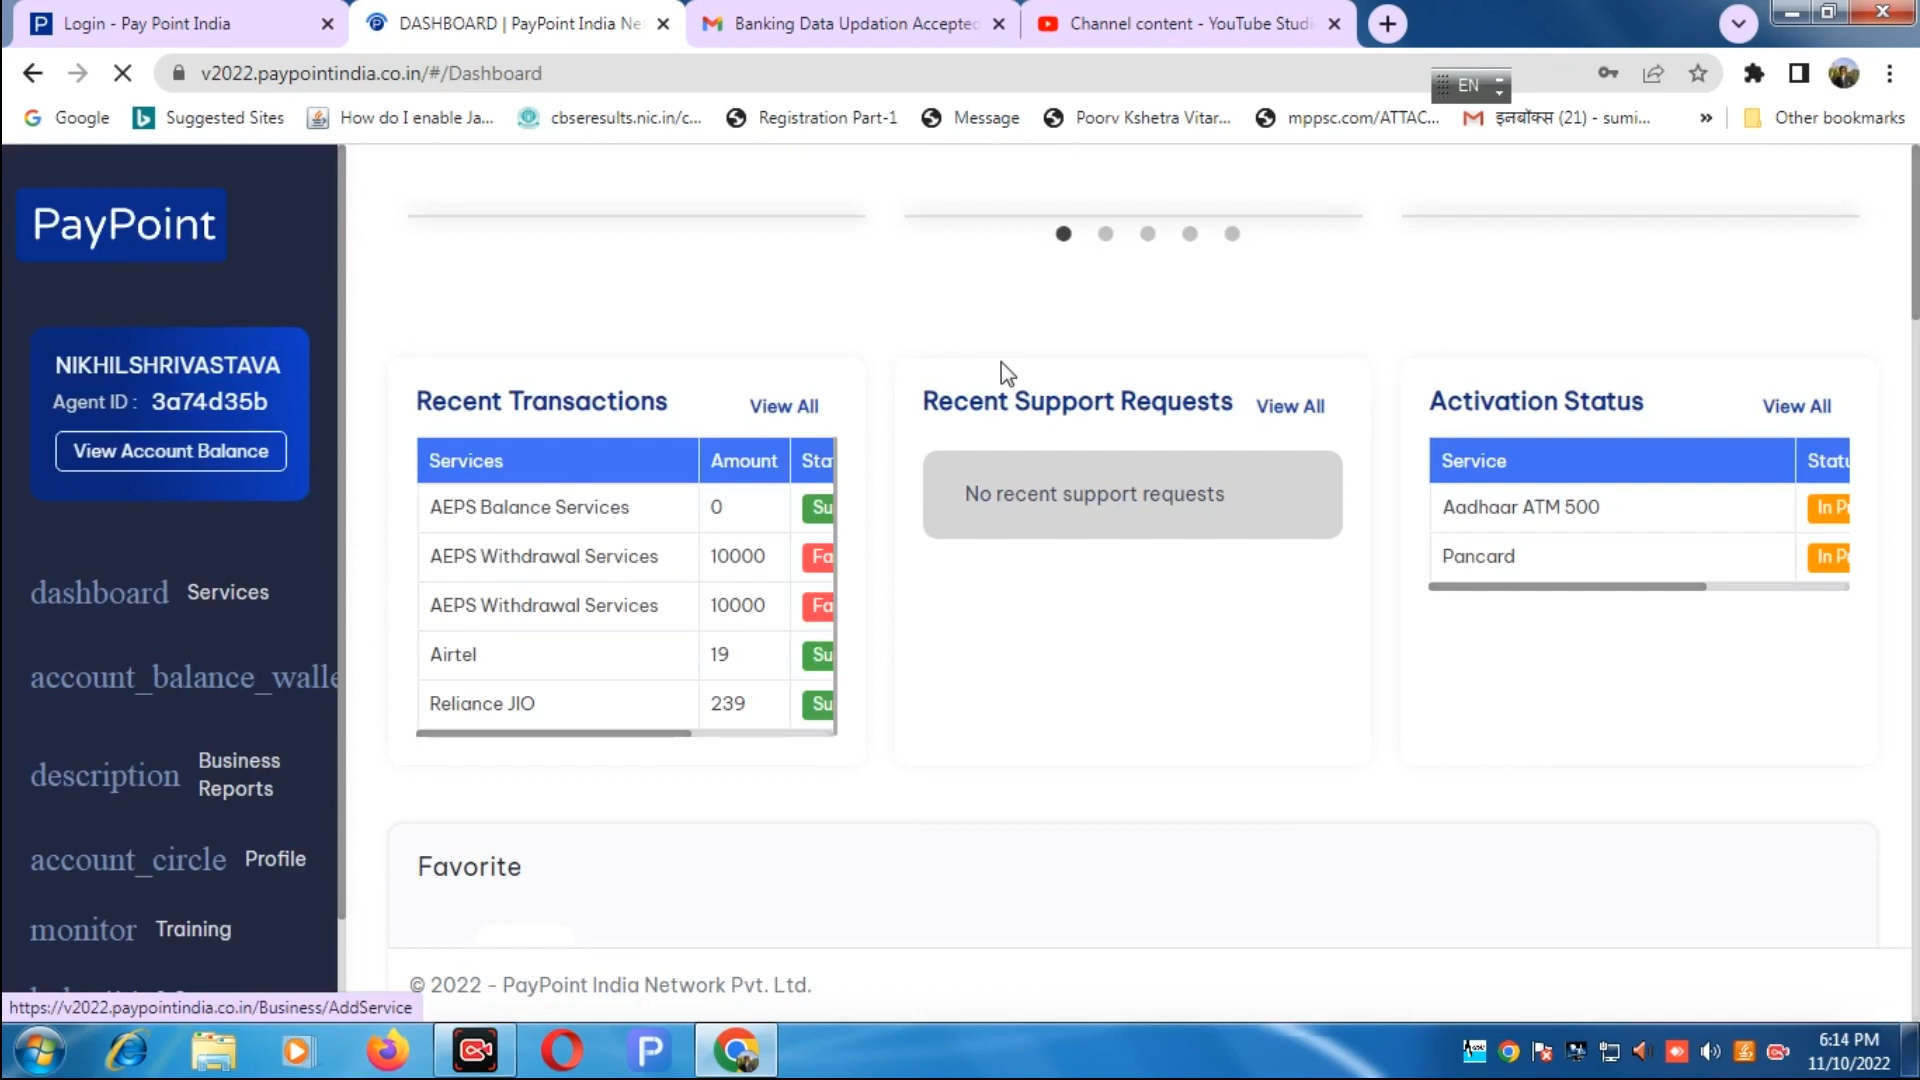 Login - Pay Point India
DASHBOARD | PayPoint India Ne
Banking Data Updation Accepted
Channel content - YouTube Studi
v2022.paypointindia.co.in/#/Dashboard
EN
Google
Suggested Sites
How do I enable Ja...
cbseresults.nic.in/c...
Registration Part-1
Message
Poorv Kshetra Vitar...
mppsc.com/ATTAC...
इनबॉक्स (21) - sumi...
Other bookmarks
PayPoint
NIKHILSHRIVASTAVA
Agent ID : 3a74d35b
View Account Balance
dashboard Services
account_balance_walle
description Business Reports
account_circle Profile
monitor Training
Recent Transactions View All
Services Amount Sta
AEPS Balance Services 0 Su
AEPS Withdrawal Services 10000 Fa
AEPS Withdrawal Services 10000 Fa
Airtel 19 Su
Reliance JIO 239 Su
Recent Support Requests View All
No recent support requests
Activation Status View All
Service Statu
Aadhaar ATM 500 In Pr
Pancard In Pr
Favorite
© 2022 - PayPoint India Network Pvt. Ltd.
https://v2022.paypointindia.co.in/Business/AddService
6:14 PM
11/10/2022